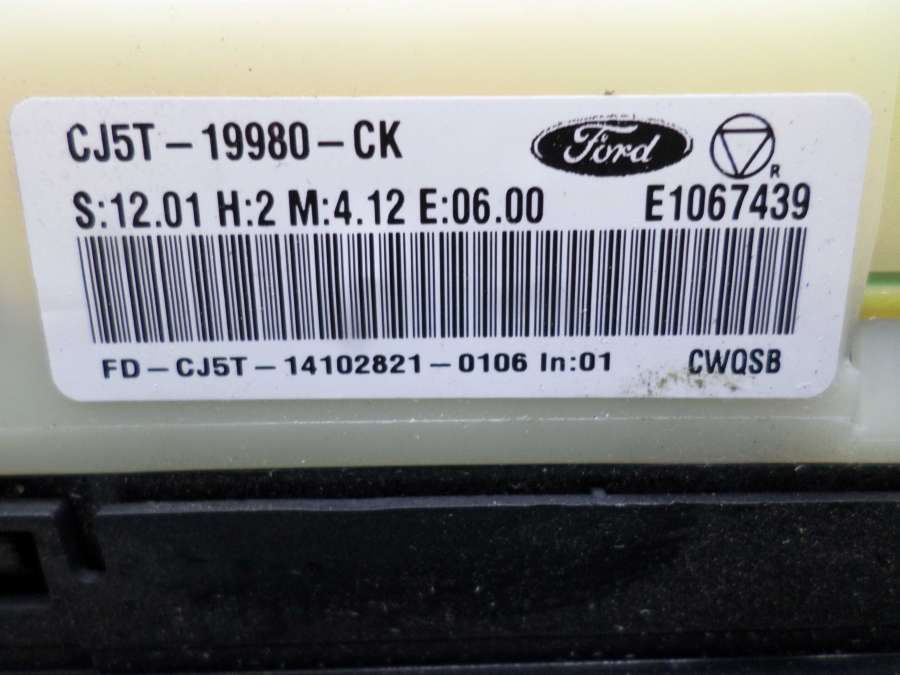 CJ5T-19980-CK Ford R
S:12.01 H:2 M:4.12 E:06.00 E1067439
FD-CJ5T-14102821-0106 In:01 CWQSB